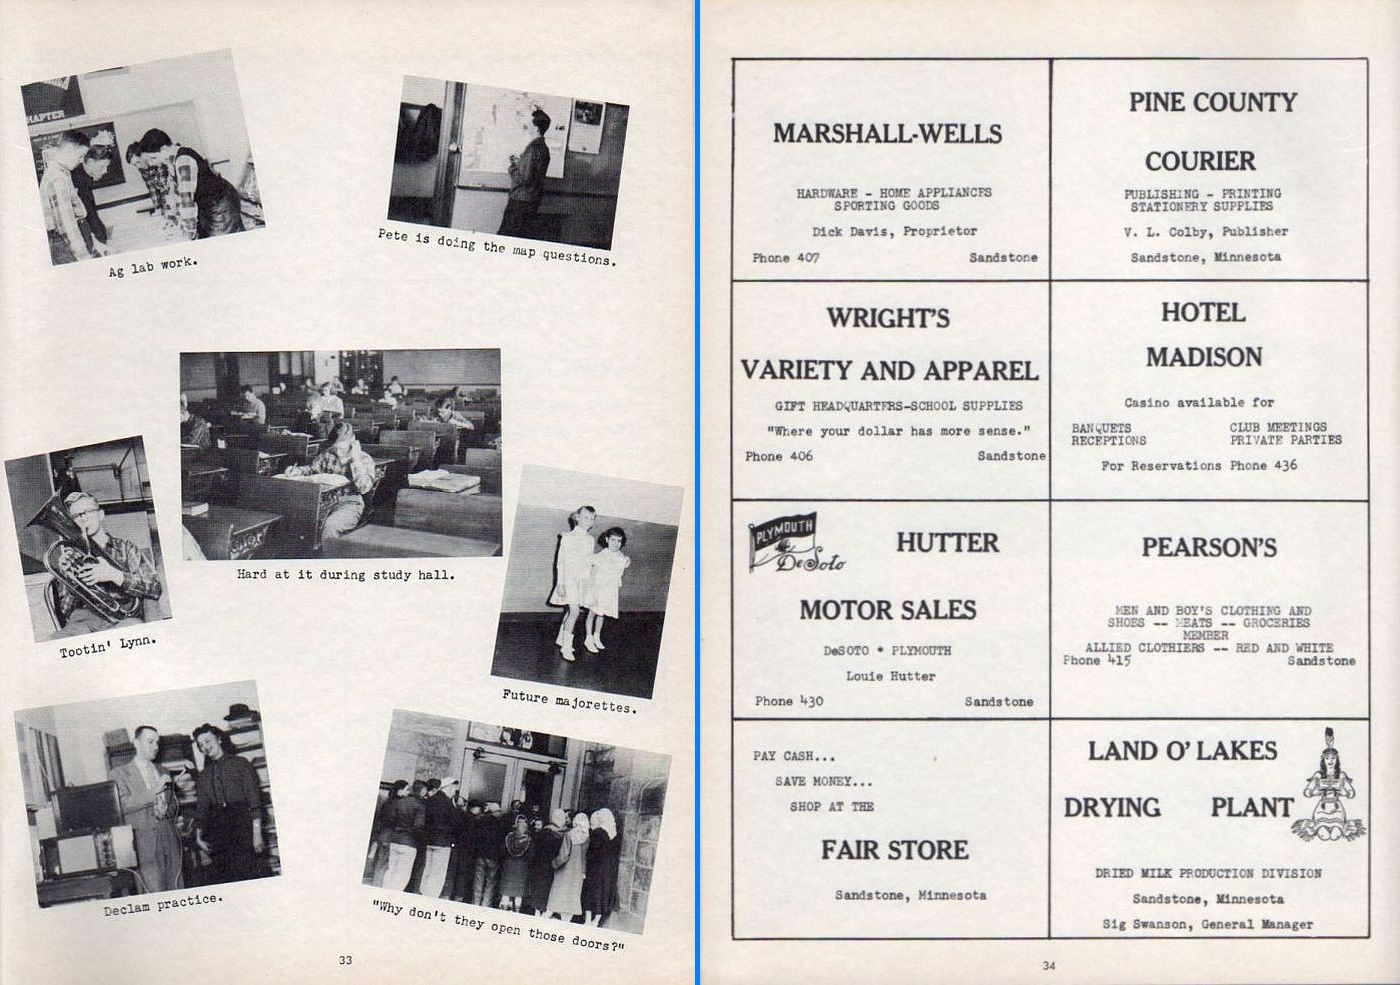 HAPTER
Ag lab work.
Pete is doing the map questions.
Hard at it during study hall.
Tootin' Lynn.
Future majorettes.
Declam practice.
"Why don't they open those doors?"
33
MARSHALL-WELLS
HARDWARE - HOME APPLIANCES
SPORTING GOODS
Dick Davis, Proprietor
Phone 407 Sandstone
PINE COUNTY
COURIER
PUBLISHING - PRINTING
STATIONERY SUPPLIES
V. L. Colby, Publisher
Sandstone, Minnesota
WRIGHT'S
VARIETY AND APPAREL
GIFT HEADQUARTERS-SCHOOL SUPPLIES
"Where your dollar has more sense."
Phone 406 Sandstone
HOTEL
MADISON
Casino available for
BANQUETS CLUB MEETINGS
RECEPTIONS PRIVATE PARTIES
For Reservations Phone 436
PLYMOUTH
DeSoto
HUTTER
MOTOR SALES
DeSOTO * PLYMOUTH
Louie Hutter
Phone 430 Sandstone
PEARSON'S
MEN AND BOY'S CLOTHING AND
SHOES -- MEATS -- GROCERIES
MEMBER
ALLIED CLOTHIERS -- RED AND WHITE
Phone 415 Sandstone
PAY CASH...
SAVE MONEY...
SHOP AT THE
FAIR STORE
Sandstone, Minnesota
LAND O' LAKES
DRYING PLANT
DRIED MILK PRODUCTION DIVISION
Sandstone, Minnesota
Sig Swanson, General Manager
34